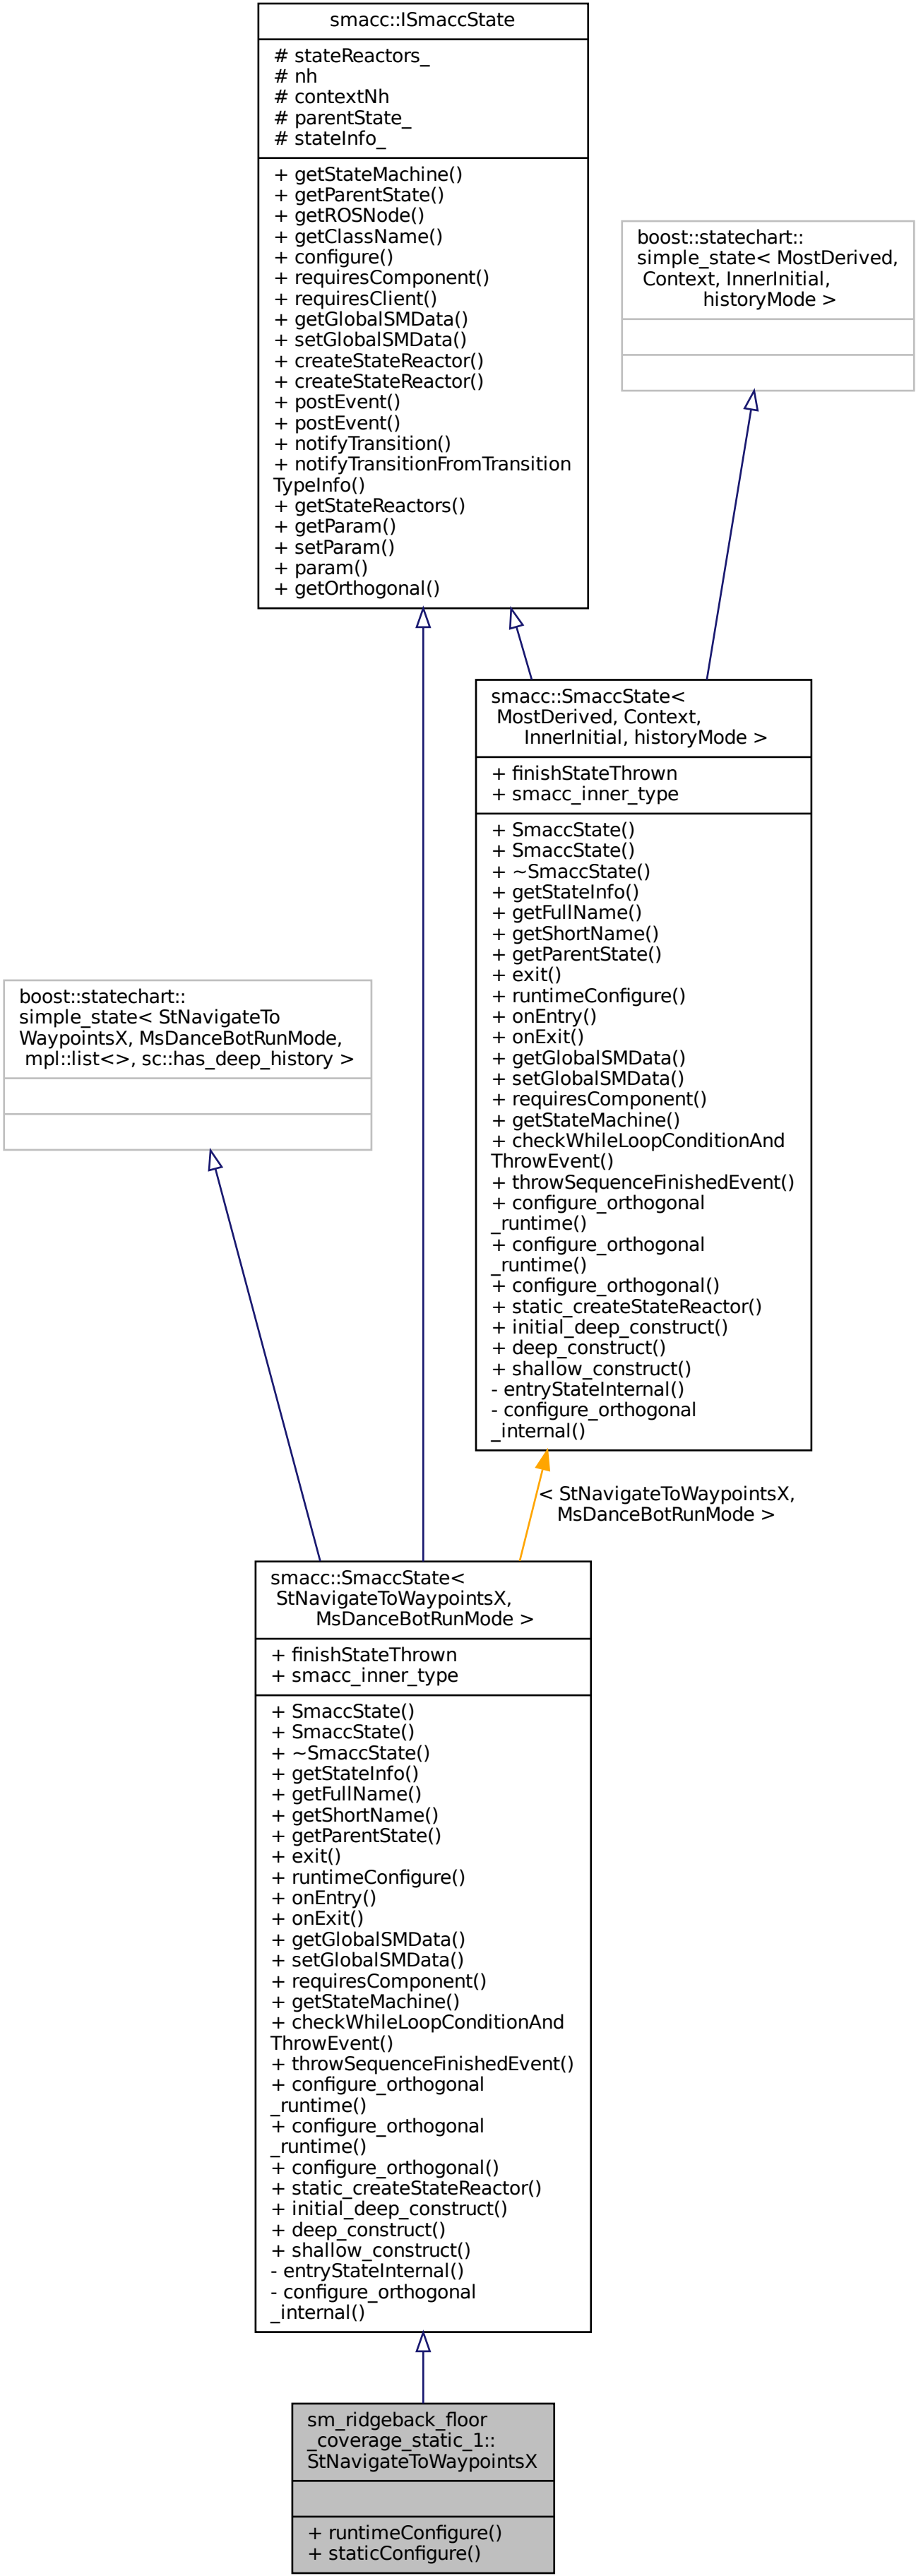 smacc::ISmaccState
# stateReactors_
# nh
# contextNh
# parentState_
# stateInfo_
+ getStateMachine()
+ getParentState()
+ getROSNode()
+ getClassName()
+ configure()
+ requiresComponent()
+ requiresClient()
+ getGlobalSMData()
+ setGlobalSMData()
+ createStateReactor()
+ createStateReactor()
+ postEvent()
+ postEvent()
+ notifyTransition()
+ notifyTransitionFromTransition
TypeInfo()
+ getStateReactors()
+ getParam()
+ setParam()
+ param()
+ getOrthogonal()
boost::statechart::
simple_state< MostDerived,
Context, InnerInitial,
historyMode >
smacc::SmaccState<
MostDerived, Context,
InnerInitial, historyMode >
+ finishStateThrown
+ smacc_inner_type
+ SmaccState()
+ SmaccState()
+ ~SmaccState()
+ getStateInfo()
+ getFullName()
+ getShortName()
+ getParentState()
+ exit()
+ runtimeConfigure()
+ onEntry()
+ onExit()
+ getGlobalSMData()
+ setGlobalSMData()
+ requiresComponent()
+ getStateMachine()
+ checkWhileLoopConditionAnd
ThrowEvent()
+ throwSequenceFinishedEvent()
+ configure_orthogonal
_runtime()
+ configure_orthogonal
_runtime()
+ configure_orthogonal()
+ static_createStateReactor()
+ initial_deep_construct()
+ deep_construct()
+ shallow_construct()
- entryStateInternal()
- configure_orthogonal
_internal()
boost::statechart::
simple_state< StNavigateTo
WaypointsX, MsDanceBotRunMode,
mpl::list<>, sc::has_deep_history >
< StNavigateToWaypointsX,
MsDanceBotRunMode >
smacc::SmaccState<
StNavigateToWaypointsX,
MsDanceBotRunMode >
+ finishStateThrown
+ smacc_inner_type
+ SmaccState()
+ SmaccState()
+ ~SmaccState()
+ getStateInfo()
+ getFullName()
+ getShortName()
+ getParentState()
+ exit()
+ runtimeConfigure()
+ onEntry()
+ onExit()
+ getGlobalSMData()
+ setGlobalSMData()
+ requiresComponent()
+ getStateMachine()
+ checkWhileLoopConditionAnd
ThrowEvent()
+ throwSequenceFinishedEvent()
+ configure_orthogonal
_runtime()
+ configure_orthogonal
_runtime()
+ configure_orthogonal()
+ static_createStateReactor()
+ initial_deep_construct()
+ deep_construct()
+ shallow_construct()
- entryStateInternal()
- configure_orthogonal
_internal()
sm_ridgeback_floor
_coverage_static_1::
StNavigateToWaypointsX
+ runtimeConfigure()
+ staticConfigure()